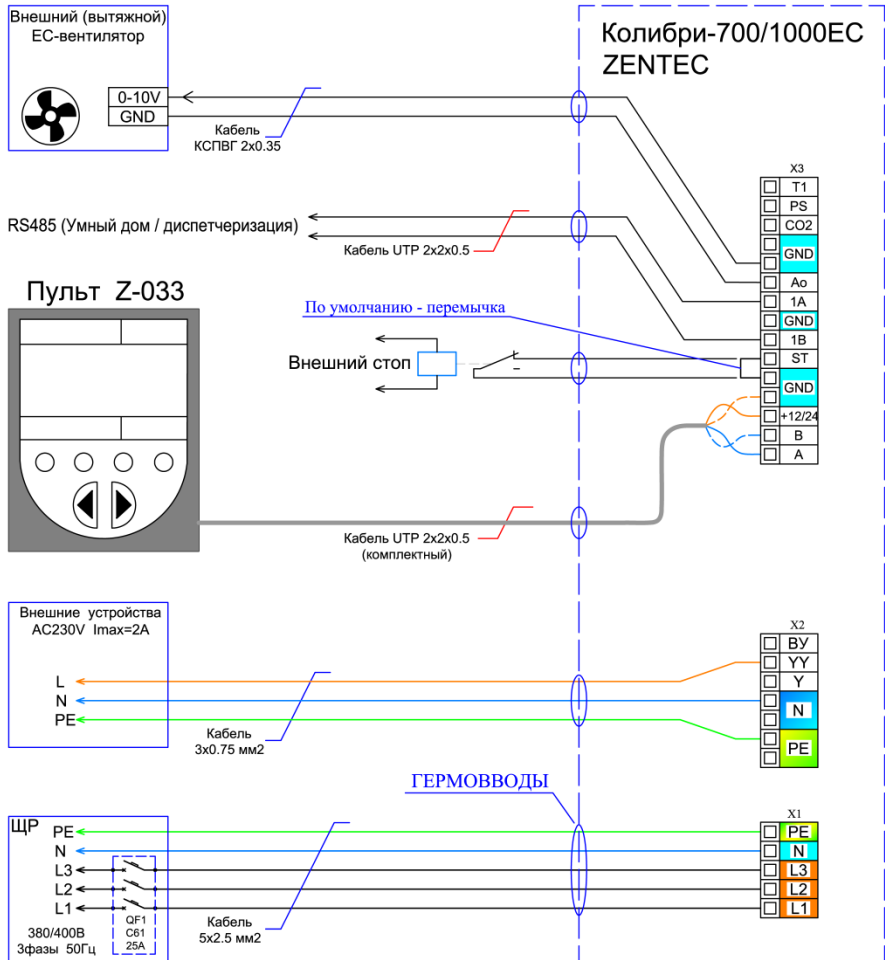 Внешний (вытяжной)
ЕС-вентилятор
0-10V
GND
Кабель
КСПВГ 2х0.35
Колибри-700/1000ЕС
ZENTEC
RS485 (Умный дом / диспетчеризация)
Кабель UTP 2x2x0.5
Пульт Z-033
По умолчанию - перемычка
Внешний стоп
X3
T1
PS
CO2
GND
Ao
1A
GND
1B
ST
GND
+12/24
B
A
Кабель UTP 2x2x0.5
(комплектный)
Внешние устройства
AC230V Imax=2A
L
N
PE
Кабель
3х0.75 мм2
X2
ВУ
YY
Y
N
PE
ГЕРМОВВОДЫ
ЩР
PE
N
L3
L2
L1
380/400В
3фазы 50Гц
QF1
C61
25A
Кабель
5х2.5 мм2
X1
PE
N
L3
L2
L1